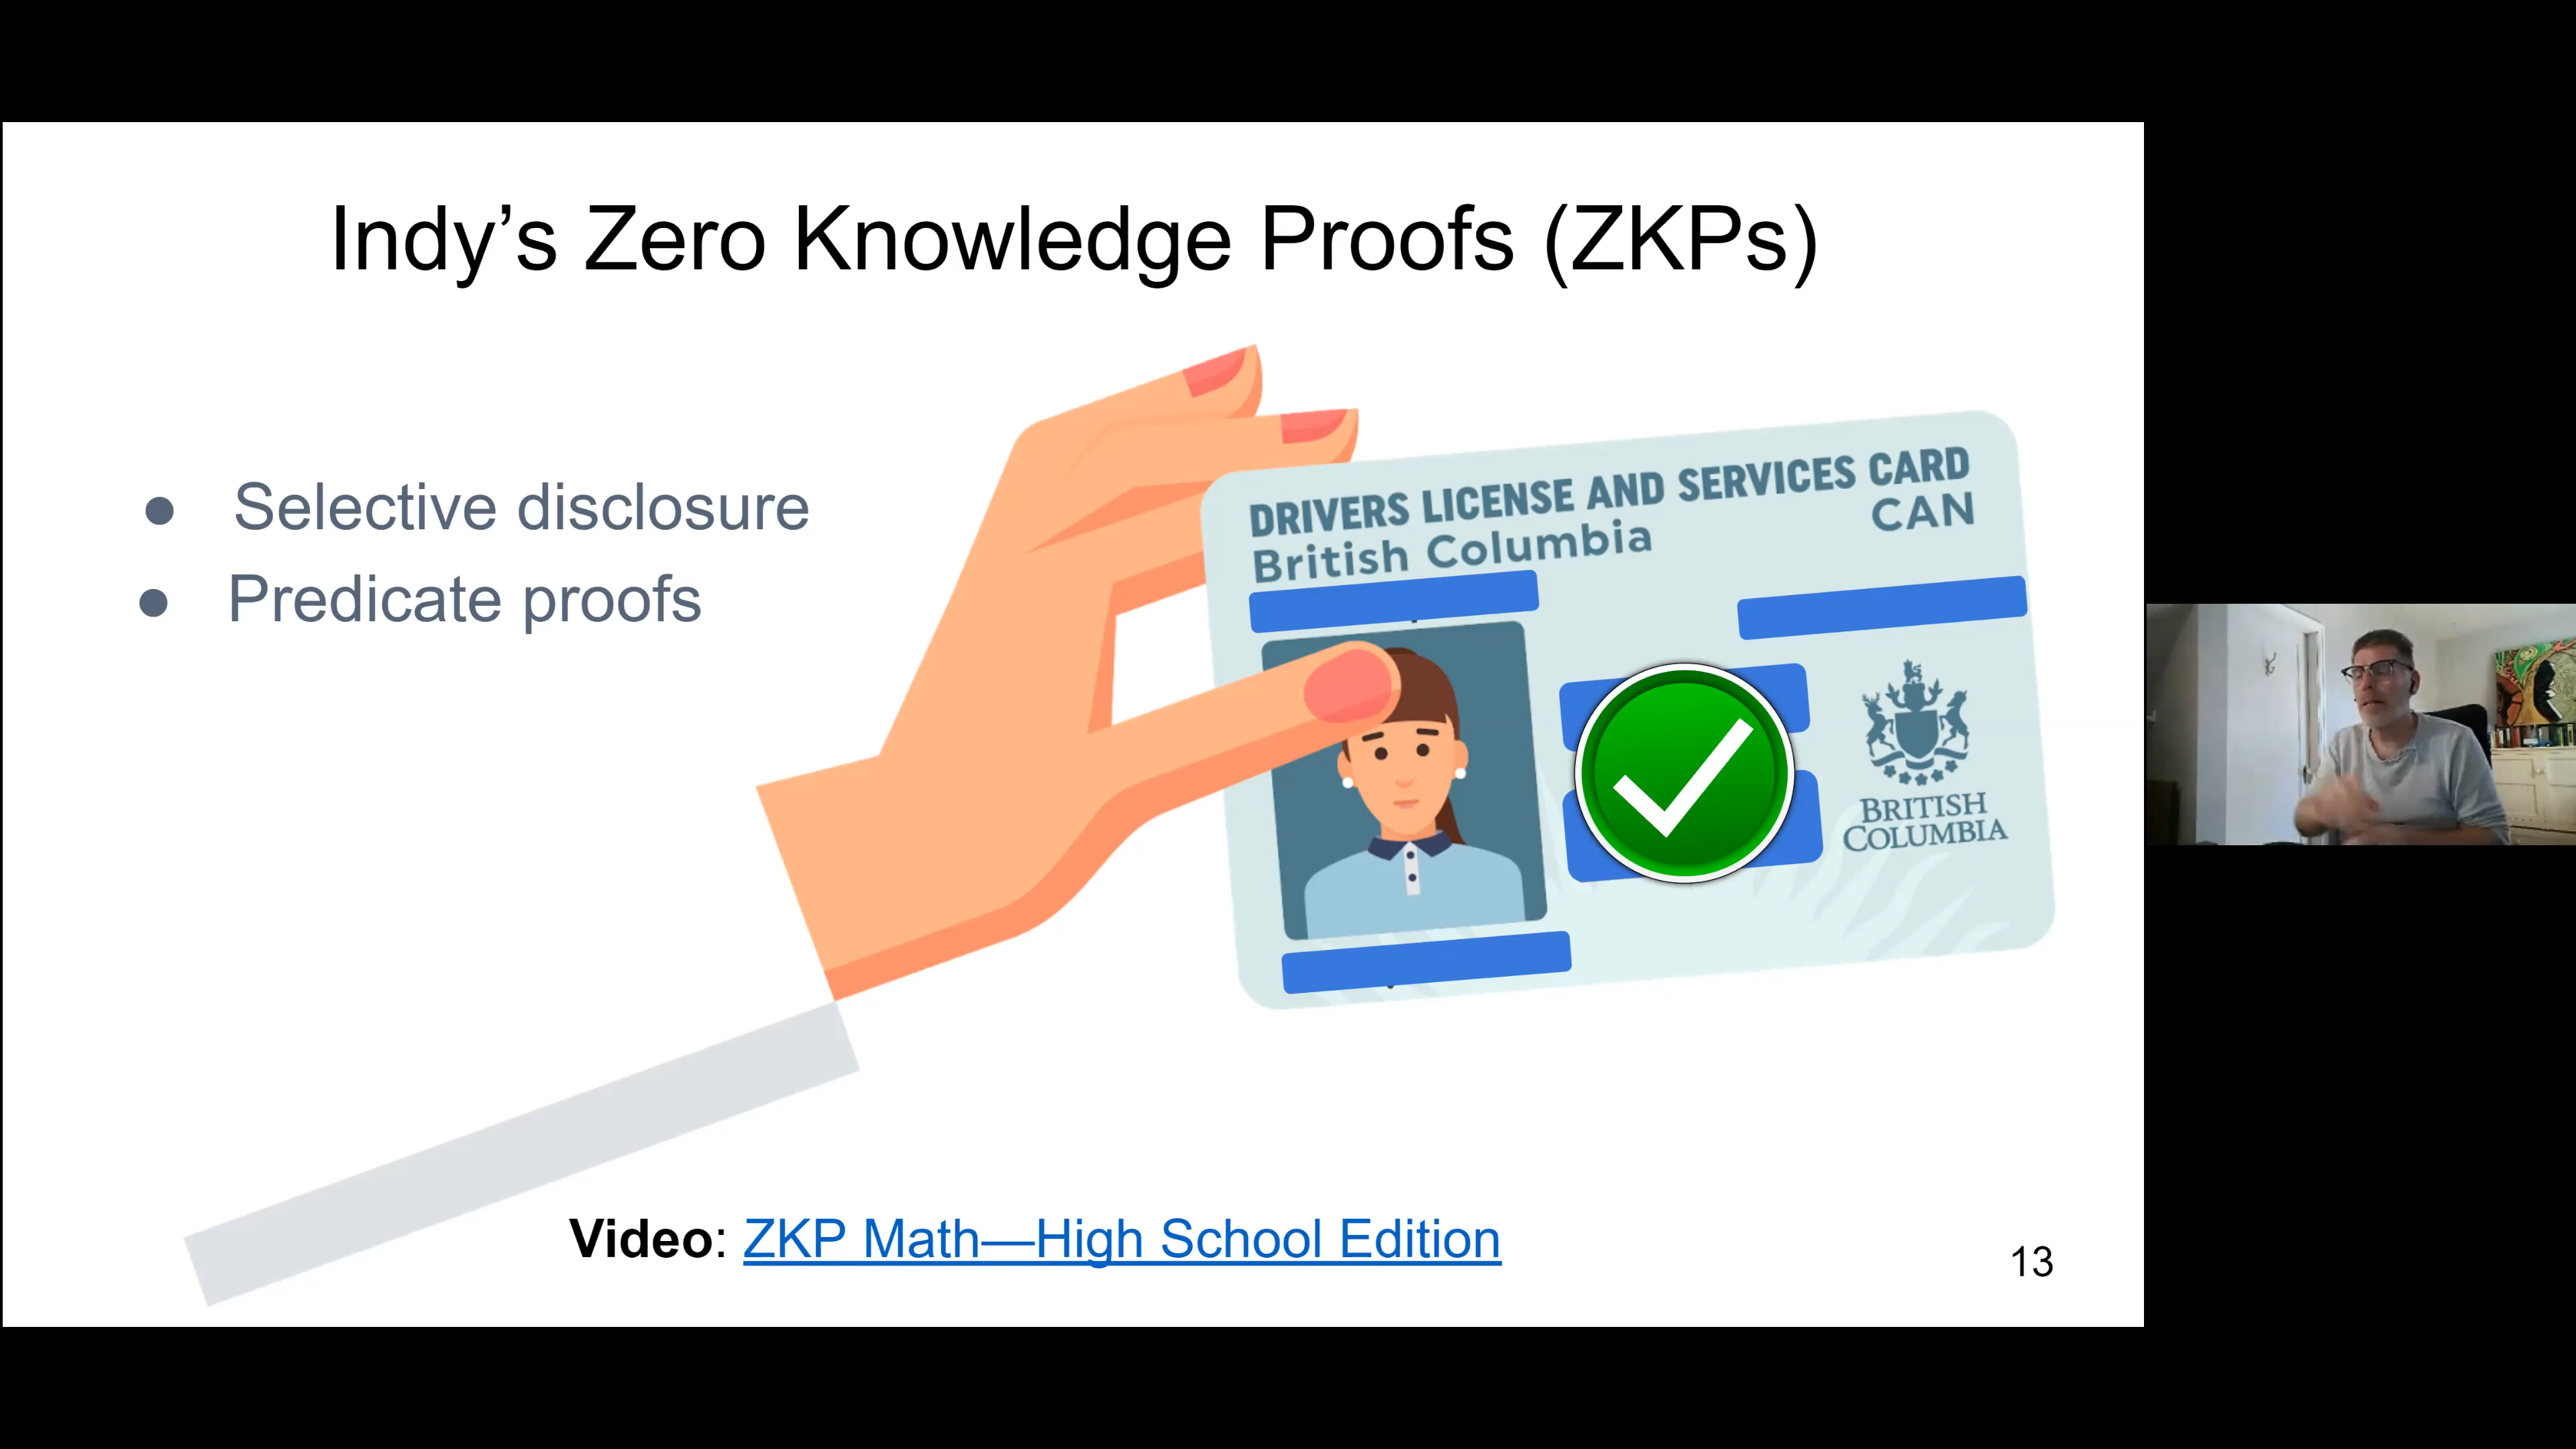 Indy’s Zero Knowledge Proofs (ZKPs)
● Selective disclosure
● Predicate proofs
DRIVERS LICENSE AND SERVICES CARD
British Columbia
CAN
BRITISH
COLUMBIA
Video: ZKP Math—High School Edition
13